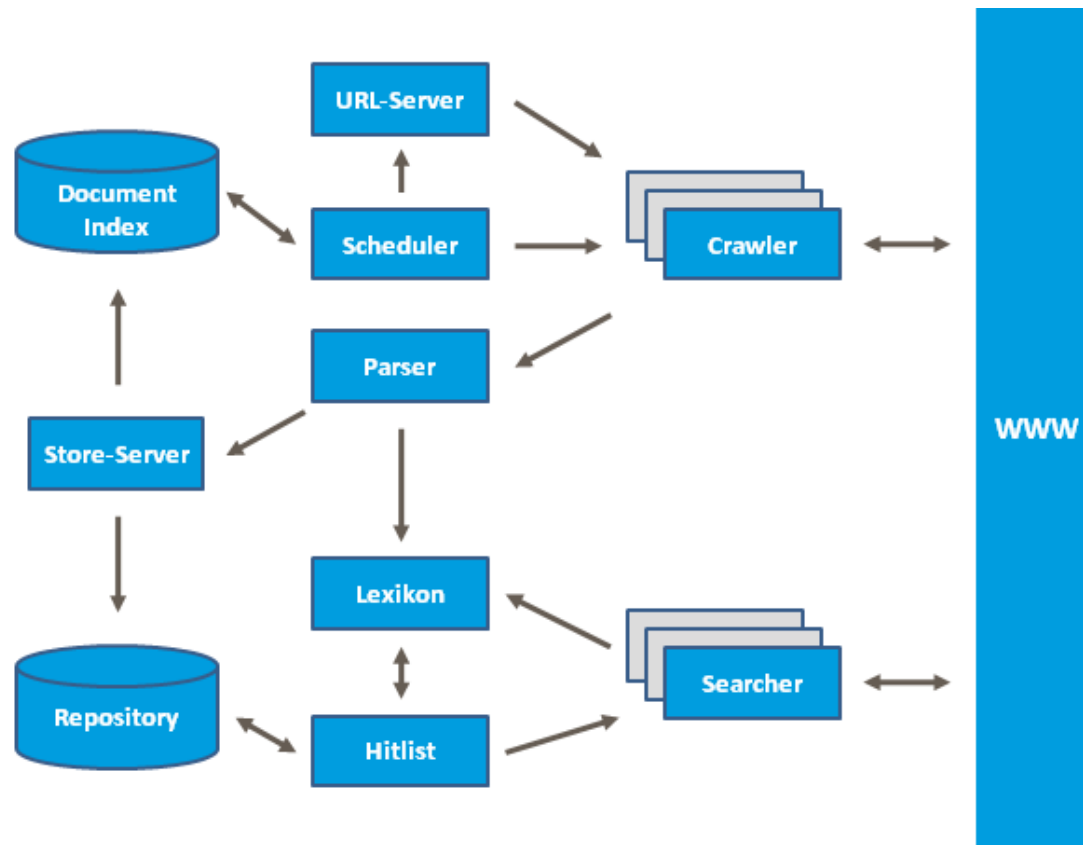 URL-Server
Document
Index
Scheduler
Crawler
Parser
WWW
Store-Server
Lexikon
Searcher
Repository
Hitlist